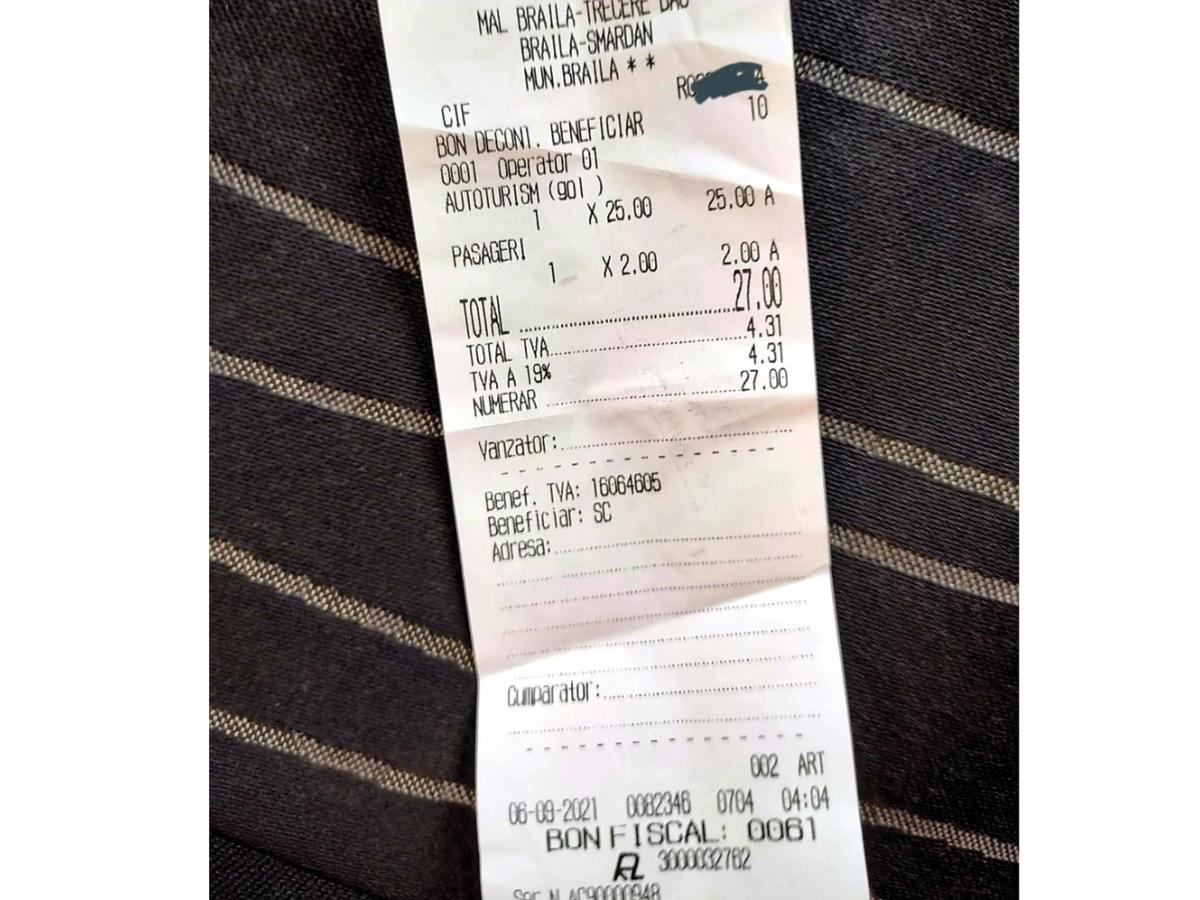 MAL BRAILA-TRECERE BAC
BRAILA-SMARDAN
MUN.BRAILA * *
CIF
10
BON DECONT. BENEFICIAR
0001 Operator 01
AUTOTURISM (gol )
1 X 25.00 25.00 A
PASAGERI
1 X 2.00 2.00 A
TOTAL 27.00
TOTAL TVA 4.31
TVA A 19% 4.31
NUMERAR 27.00
Vanzator:
Benef. TVA: 16064605
Beneficiar: SC
Adresa:
Cumparator:
002 ART
06-09-2021 0082346 0704 04:04
BON FISCAL: 0061
3000032762